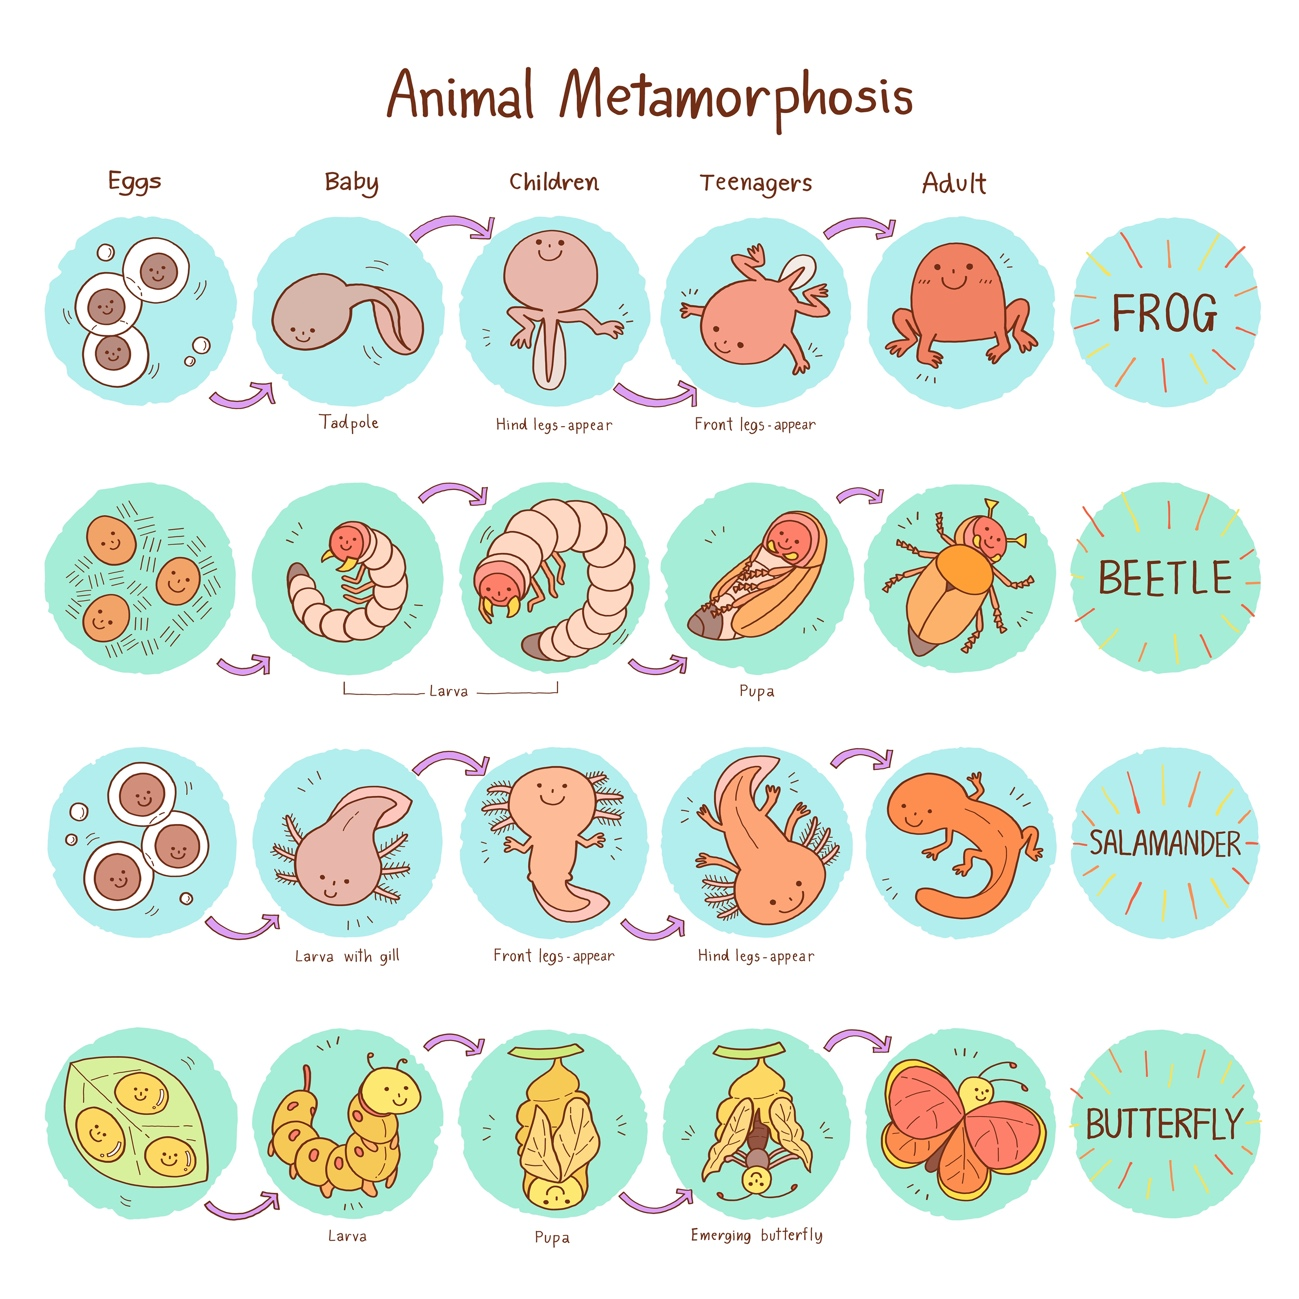 Animal Metamorphosis
Eggs Baby Children Teenagers Adult
FROG
Tadpole Hind legs-appear Front legs-appear
BEETLE
Larva Pupa
SALAMANDER
Larva with gill Front legs-appear Hind legs-appear
BUTTERFLY
Larva Pupa Emerging butterfly